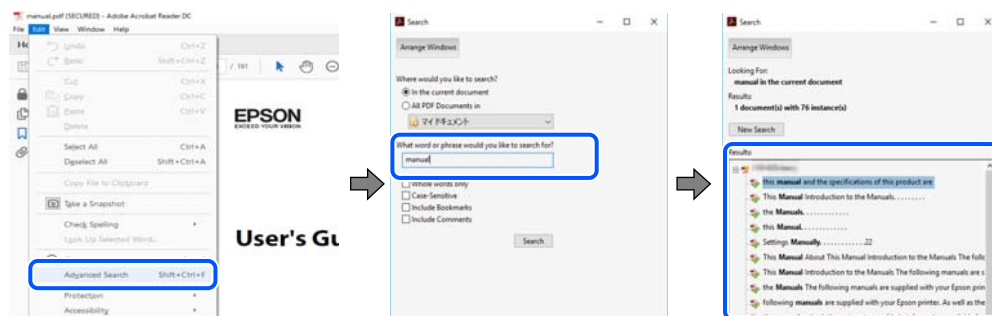 manual.pdf (SECURED) - Adobe Acrobat Reader DC
File Edit View Window Help
Undo Ctrl+Z
Redo Shift+Ctrl+Z
Cut Ctrl+X
Copy Ctrl+C
Paste Ctrl+V
Delete
Select All Ctrl+A
Deselect All Shift+Ctrl+A
Copy File to Clipboard
Take a Snapshot
Check Spelling
Look Up Selected Word...
Advanced Search Shift+Ctrl+F
Protection
Accessibility
/ 191
EPSON
EXCEED YOUR VISION
User's Gu
Search
Arrange Windows
Where would you like to search?
In the current document
All PDF Documents in
マイ ドキュメント
What word or phrase would you like to search for?
manual
Whole words only
Case-Sensitive
Include Bookmarks
Include Comments
Search
Search
Arrange Windows
Looking For:
manual in the current document
Results:
1 document(s) with 76 instance(s)
New Search
Results:
this manual and the specifications of this product are
This Manual Introduction to the Manuals. . . . . . . . .
the Manuals. . . . . . . . . . . . .
this Manual. . . . . . . . . . . . .
Settings Manually. . . . . . . . . . . . .22
This Manual About This Manual Introduction to the Manuals The follo
This Manual Introduction to the Manuals The following manuals are s
the Manuals The following manuals are supplied with your Epson prin
following manuals are supplied with your Epson printer. As well as the